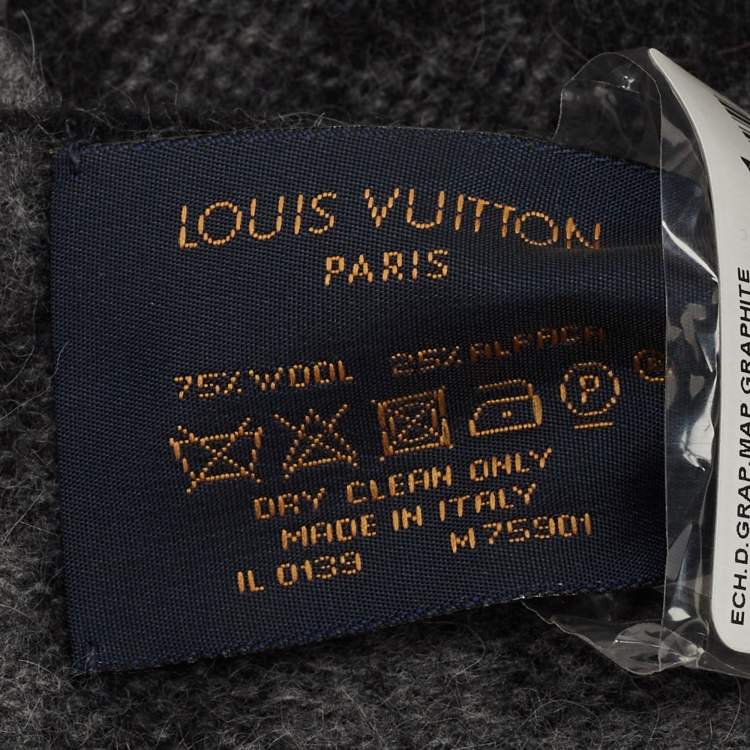 LOUIS VUITTON
PARIS
75% WOOL 25% ALPACA
P
DRY CLEAN ONLY
MADE IN ITALY
IL 0139 M 75901
ECH.D.GRAP.MAP GRAPHITE